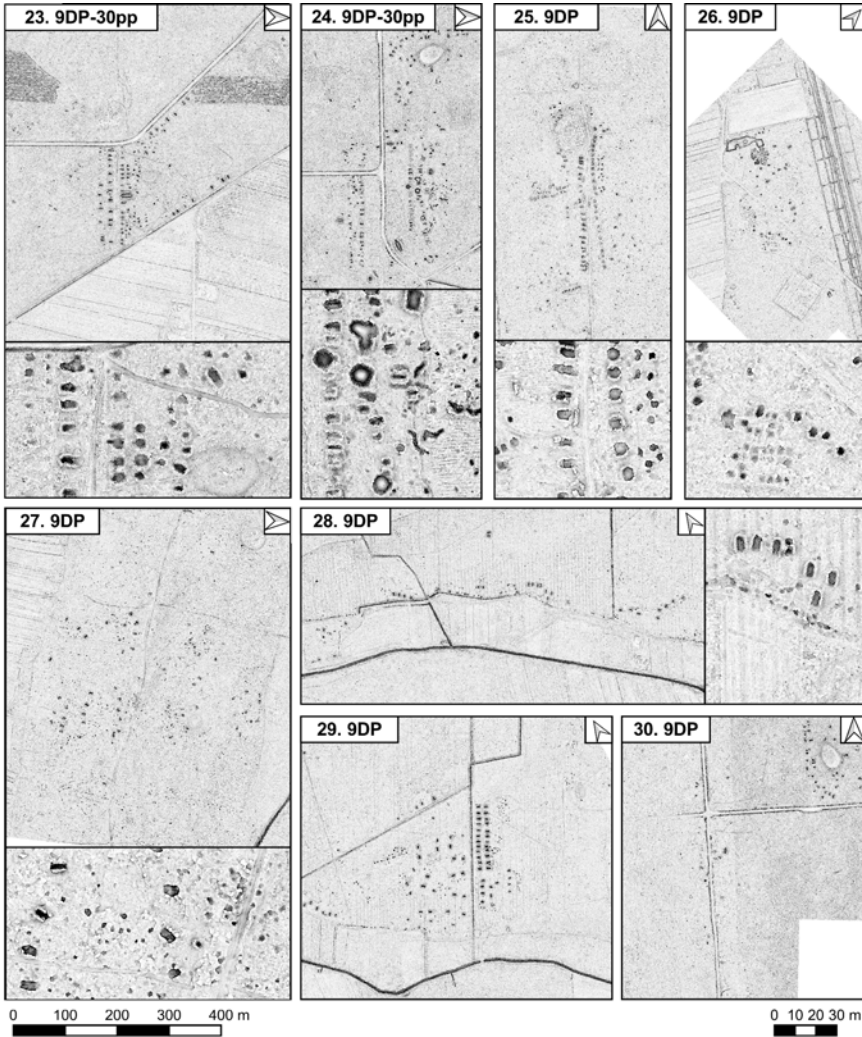 23. 9DP-30pp
24. 9DP-30pp
25. 9DP
26. 9DP
27. 9DP
28. 9DP
29. 9DP
30. 9DP
0 100 200 300 400 m
0 10 20 30 m